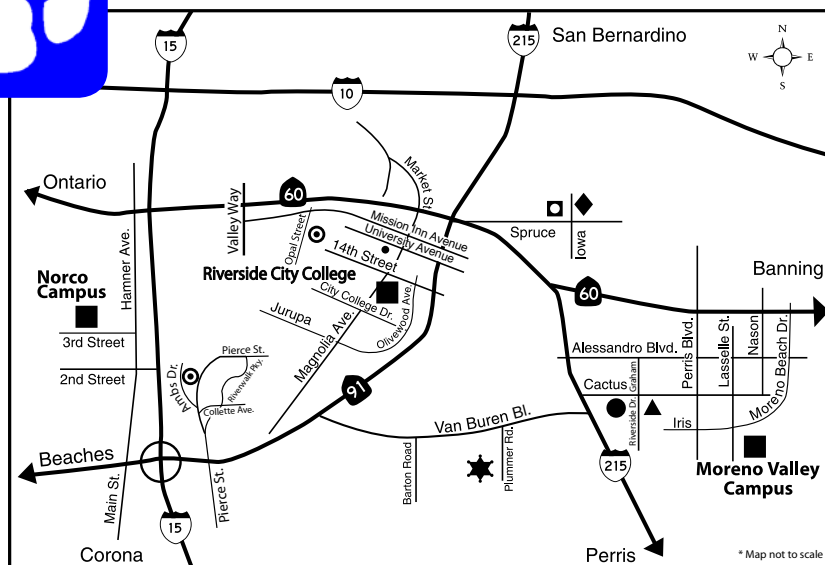 15
215
San Bernardino
N
W E
S
10
Ontario
60
Market St
Valley Way
Opal Street
Mission Inn Avenue
University Avenue
14th Street
Spruce
Iowa
Hamner Ave.
Riverside City College
Norco
Campus
City College Dr.
Olivewood Ave.
Banning
60
3rd Street
Jurupa
Magnolia Ave.
Perris Blvd.
Lasselle St.
Nason
Moreno Beach Dr.
Pierce St.
Alessandro Blvd.
2nd Street
Ambs Dr.
Riverwalk Pky.
91
Cactus
Graham
Riverside Dr.
Collette Ave.
Van Buren Bl.
Iris
Beaches
Barton Road
Plummer Rd.
215
Moreno Valley
Campus
Main St.
Pierce St.
15
Corona
Perris
* Map not to scale